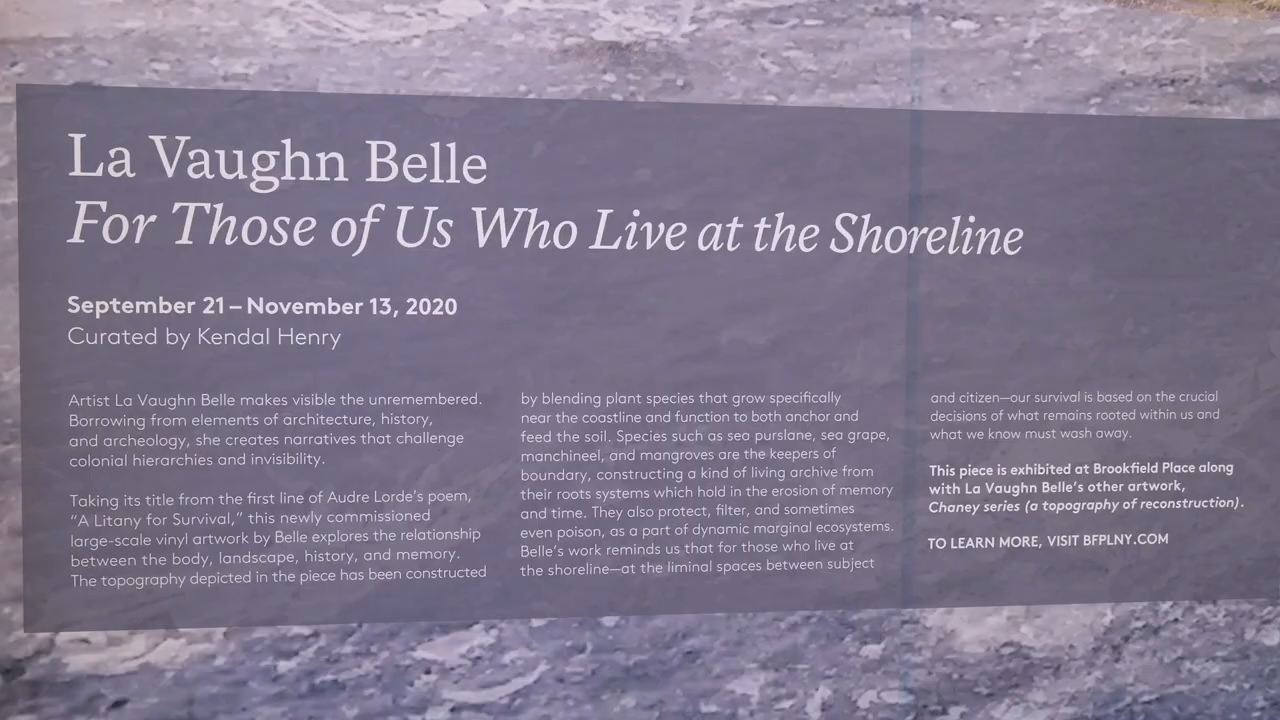 La Vaughn Belle
For Those of Us Who Live at the Shoreline
September 21 – November 13, 2020
Curated by Kendal Henry
Artist La Vaughn Belle makes visible the unremembered.
Borrowing from elements of architecture, history,
and archeology, she creates narratives that challenge
colonial hierarchies and invisibility.
Taking its title from the first line of Audre Lorde's poem,
"A Litany for Survival," this newly commissioned
large-scale vinyl artwork by Belle explores the relationship
between the body, landscape, history, and memory.
The topography depicted in the piece has been constructed
by blending plant species that grow specifically
near the coastline and function to both anchor and
feed the soil. Species such as sea purslane, sea grape,
manchineel, and mangroves are the keepers of
boundary, constructing a kind of living archive from
their roots systems which hold in the erosion of memory
and time. They also protect, filter, and sometimes
even poison, as a part of dynamic marginal ecosystems.
Belle's work reminds us that for those who live at
the shoreline—at the liminal spaces between subject
and citizen—our survival is based on the crucial
decisions of what remains rooted within us and
what we know must wash away.
This piece is exhibited at Brookfield Place along
with La Vaughn Belle's other artwork,
Chaney series (a topography of reconstruction).
TO LEARN MORE, VISIT BFPLNY.COM